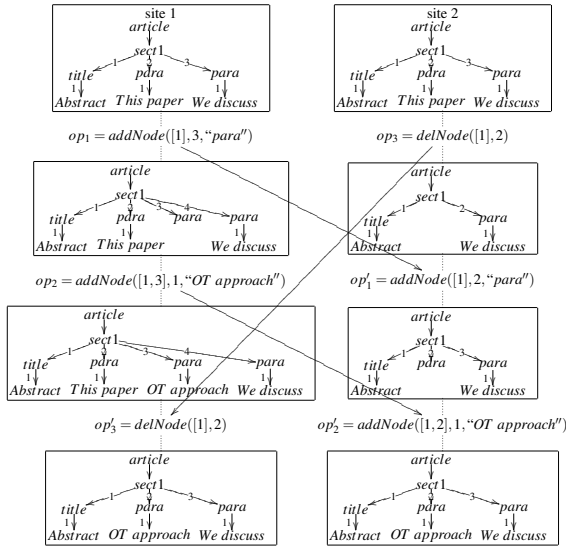 site 1
article
sect1
1 2 3
title para para
1 1 1
Abstract This paper We discuss
op₁ = addNode([1],3,“para”)
article
sect1
1 2 3 4
title para para para
1 1 1
Abstract This paper We discuss
op₂ = addNode([1,3],1,“OT approach”)
article
sect1
1 2 3 4
title para para para
1 1 1 1
Abstract This paper OT approach We discuss
op′₃ = delNode([1],2)
article
sect1
1 2 3
title para para
1 1 1
Abstract OT approach We discuss
site 2
article
sect1
1 2 3
title para para
1 1 1
Abstract This paper We discuss
op₃ = delNode([1],2)
article
sect1
1 2
title para
1 1
Abstract We discuss
op′₁ = addNode([1],2,“para”)
article
sect1
1 2 3
title para para
1 1
Abstract We discuss
op′₂ = addNode([1,2],1,“OT approach”)
article
sect1
1 2 3
title para para
1 1 1
Abstract OT approach We discuss